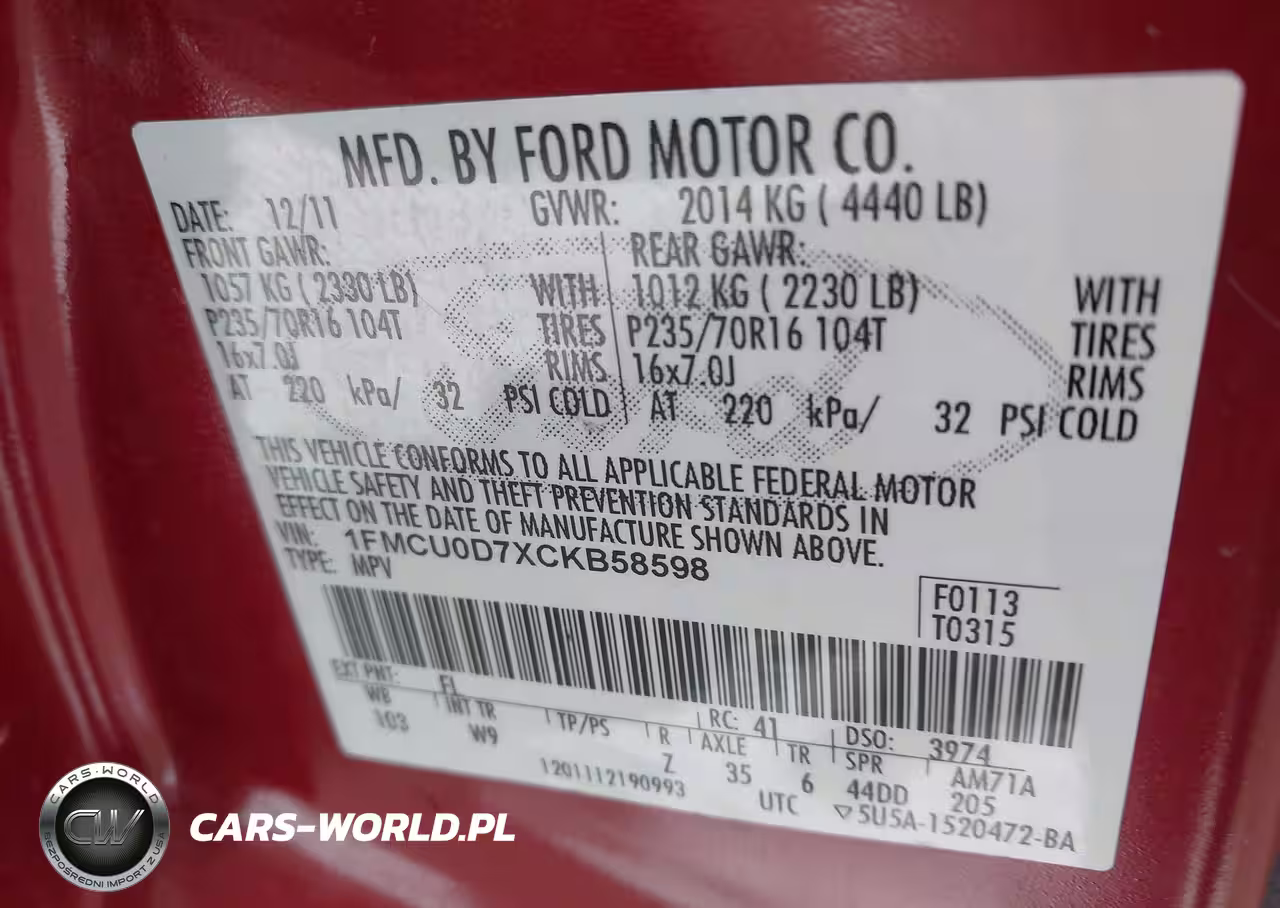 MFD. BY FORD MOTOR CO.
DATE: 12/11 GVWR: 2014 KG ( 4440 LB)
FRONT GAWR: REAR GAWR:
1057 KG ( 2330 LB) WITH 1012 KG ( 2230 LB) WITH
P235/70R16 104T TIRES P235/70R16 104T TIRES
16x7.0J RIMS 16x7.0J RIMS
AT 220 kPa/ 32 PSI COLD AT 220 kPa/ 32 PSI COLD
THIS VEHICLE CONFORMS TO ALL APPLICABLE FEDERAL MOTOR
VEHICLE SAFETY AND THEFT PREVENTION STANDARDS IN
EFFECT ON THE DATE OF MANUFACTURE SHOWN ABOVE.
VIN: 1FMCU0D7XCKB58598
TYPE: MPV
F0113
T0315
EXT PNT: FL RC: 41 DSO: 3974
WB INT TR TP/PS R AXLE TR SPR AM71A
103 W9 Z 35 6 44DD 205
1201112190993 UTC ▽5U5A-1520472-BA
CARS-WORLD
CW
BEZPOŚREDNI IMPORT Z USA
CARS-WORLD.PL